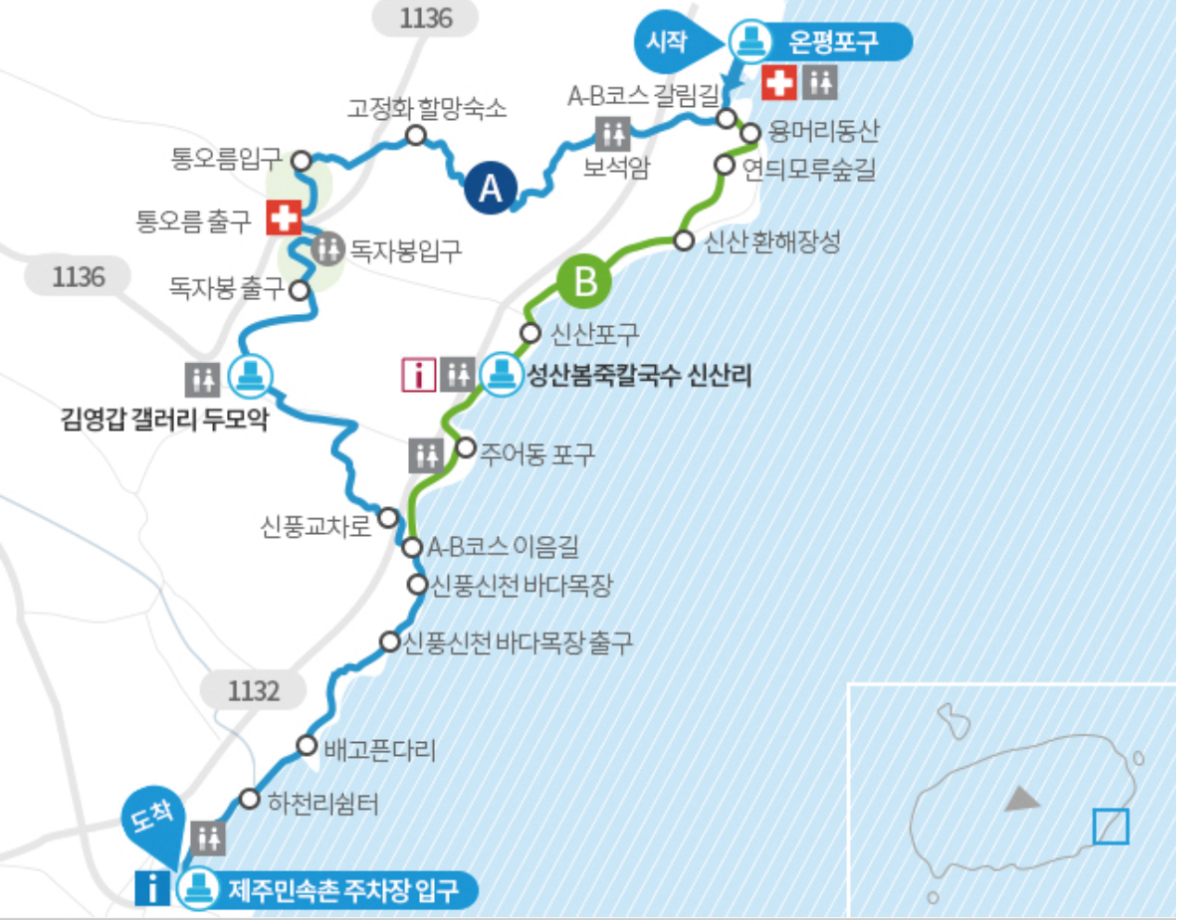 1136
시작
온평포구
A-B코스 갈림길
고정화 할망숙소
용머리동산
통오름입구
보석암
연듸모루숲길
A
통오름 출구
독자봉입구
신산 환해장성
1136
독자봉 출구
B
신산포구
i
성산봄죽칼국수 신산리
김영갑 갤러리 두모악
주어동 포구
신풍교차로
A-B코스 이음길
신풍신천 바다목장
신풍신천 바다목장 출구
1132
배고픈다리
하천리쉼터
도착
i
제주민속촌 주차장 입구